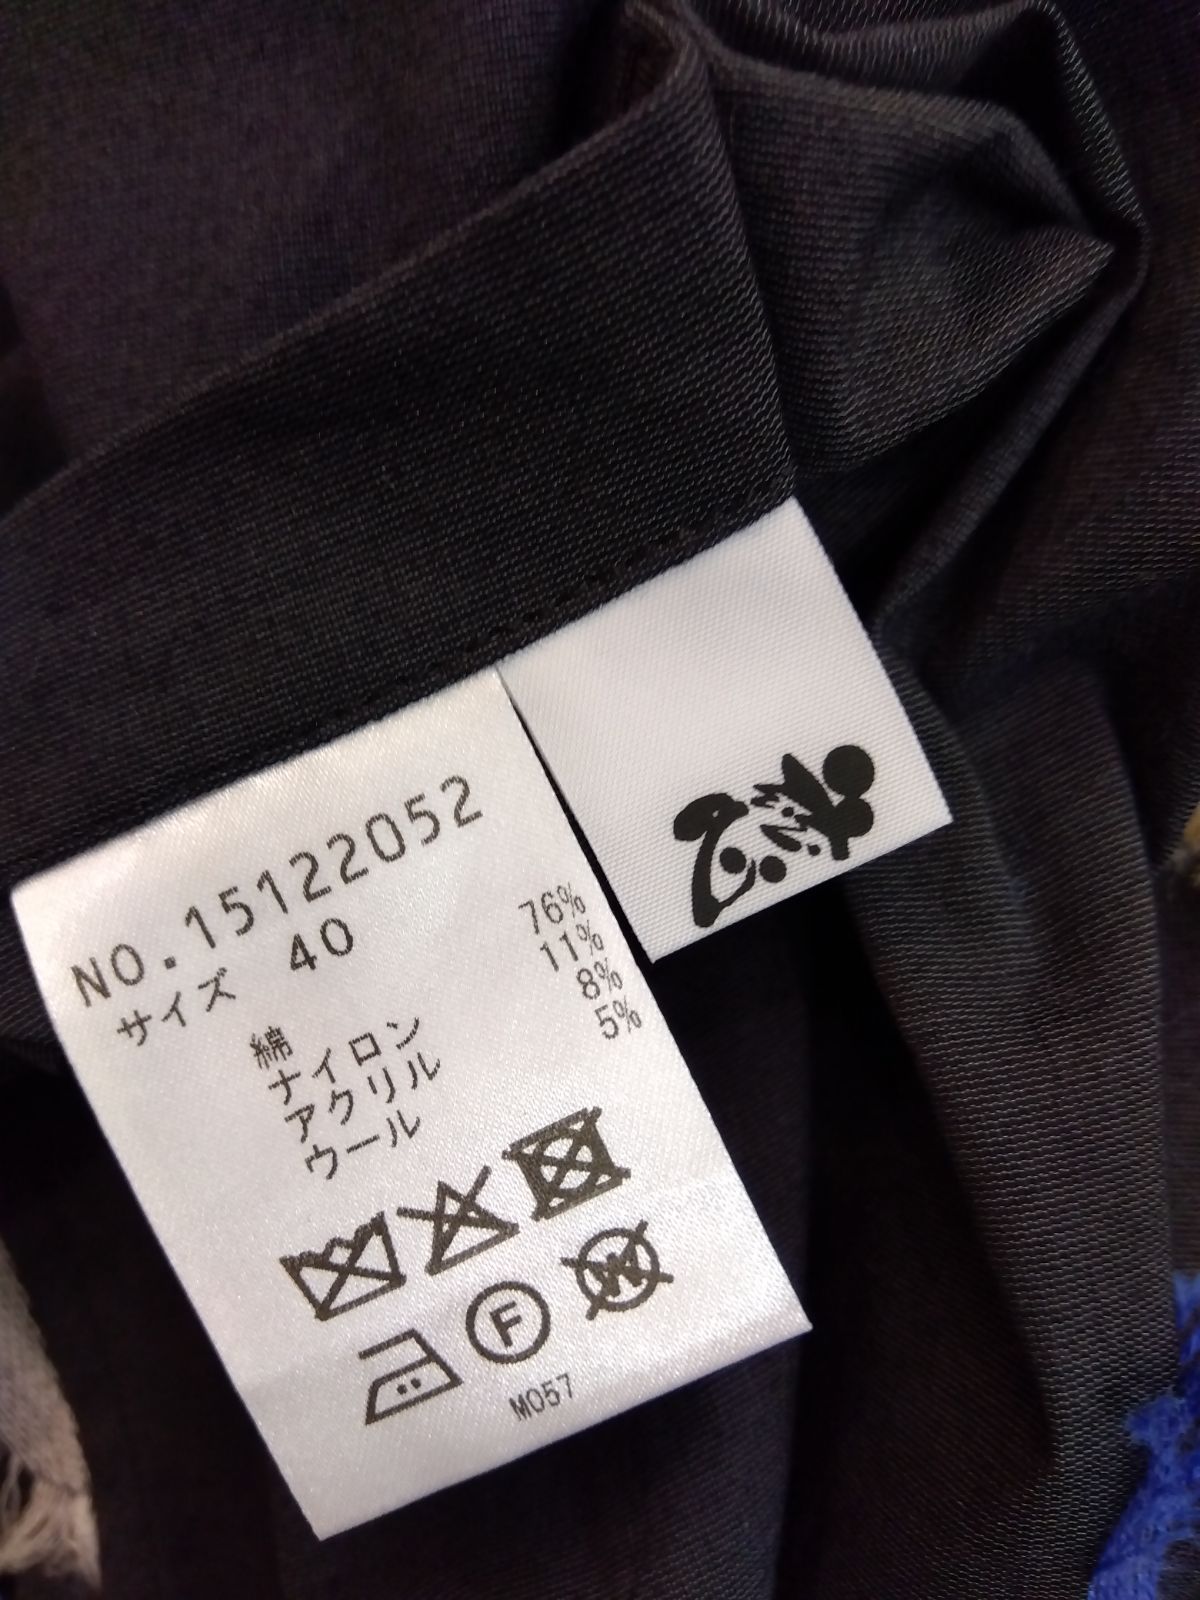 NO.15122052
サイズ 40
綿 76%
ナイロン 11%
アクリル 8%
ウール 5%
F
W
M057